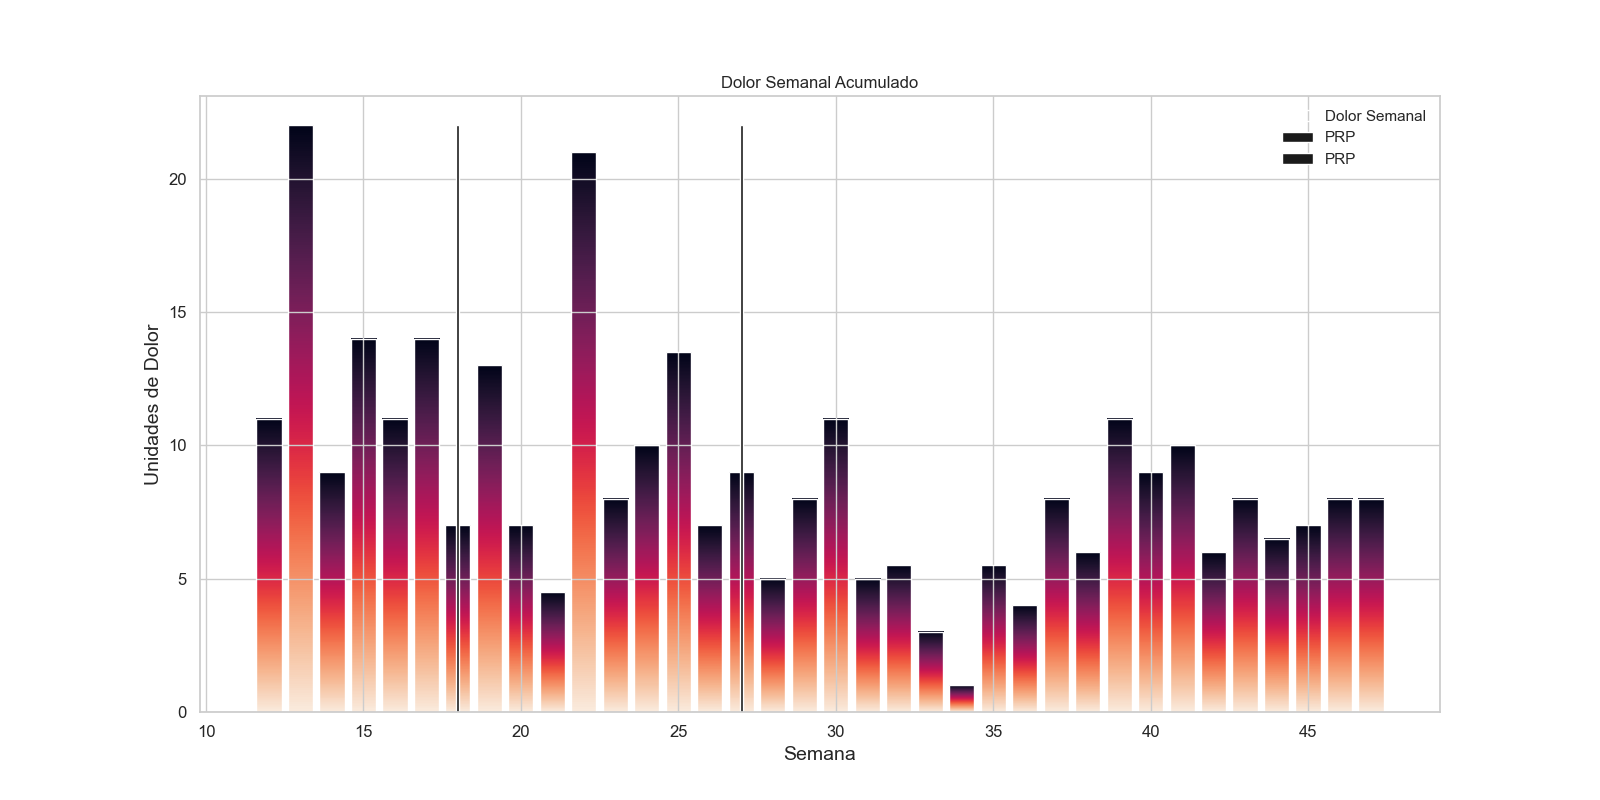 Dolor Semanal Acumulado
Dolor Semanal
PRP
PRP
Unidades de Dolor
20
15
10
5
0
10 15 20 25 30 35 40 45
Semana